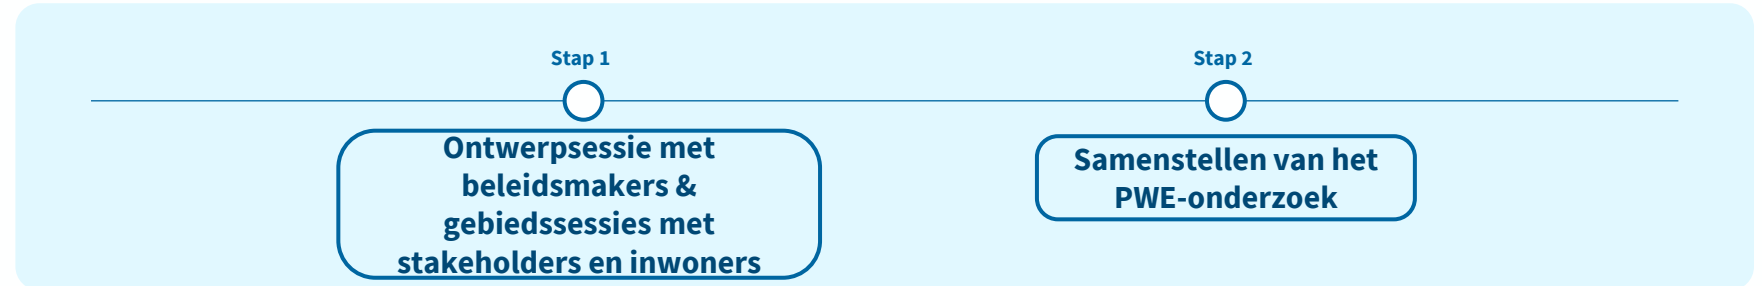 Stap 1
Ontwerpsessie met
beleidsmakers &
gebiedssessies met
stakeholders en inwoners
Stap 2
Samenstellen van het
PWE-onderzoek